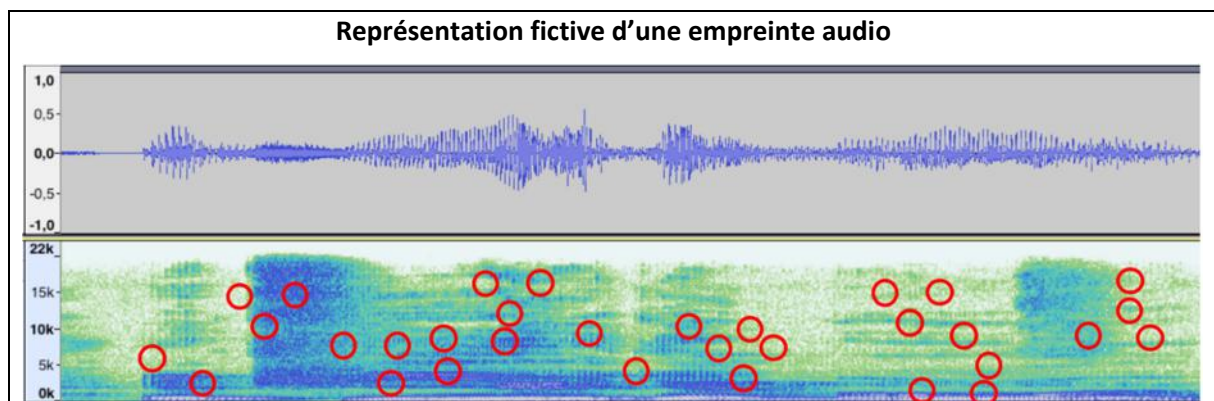 Représentation fictive d’une empreinte audio
1,0
0,5
0,0
-0,5
-1,0
22k
15k
10k
5k
0k